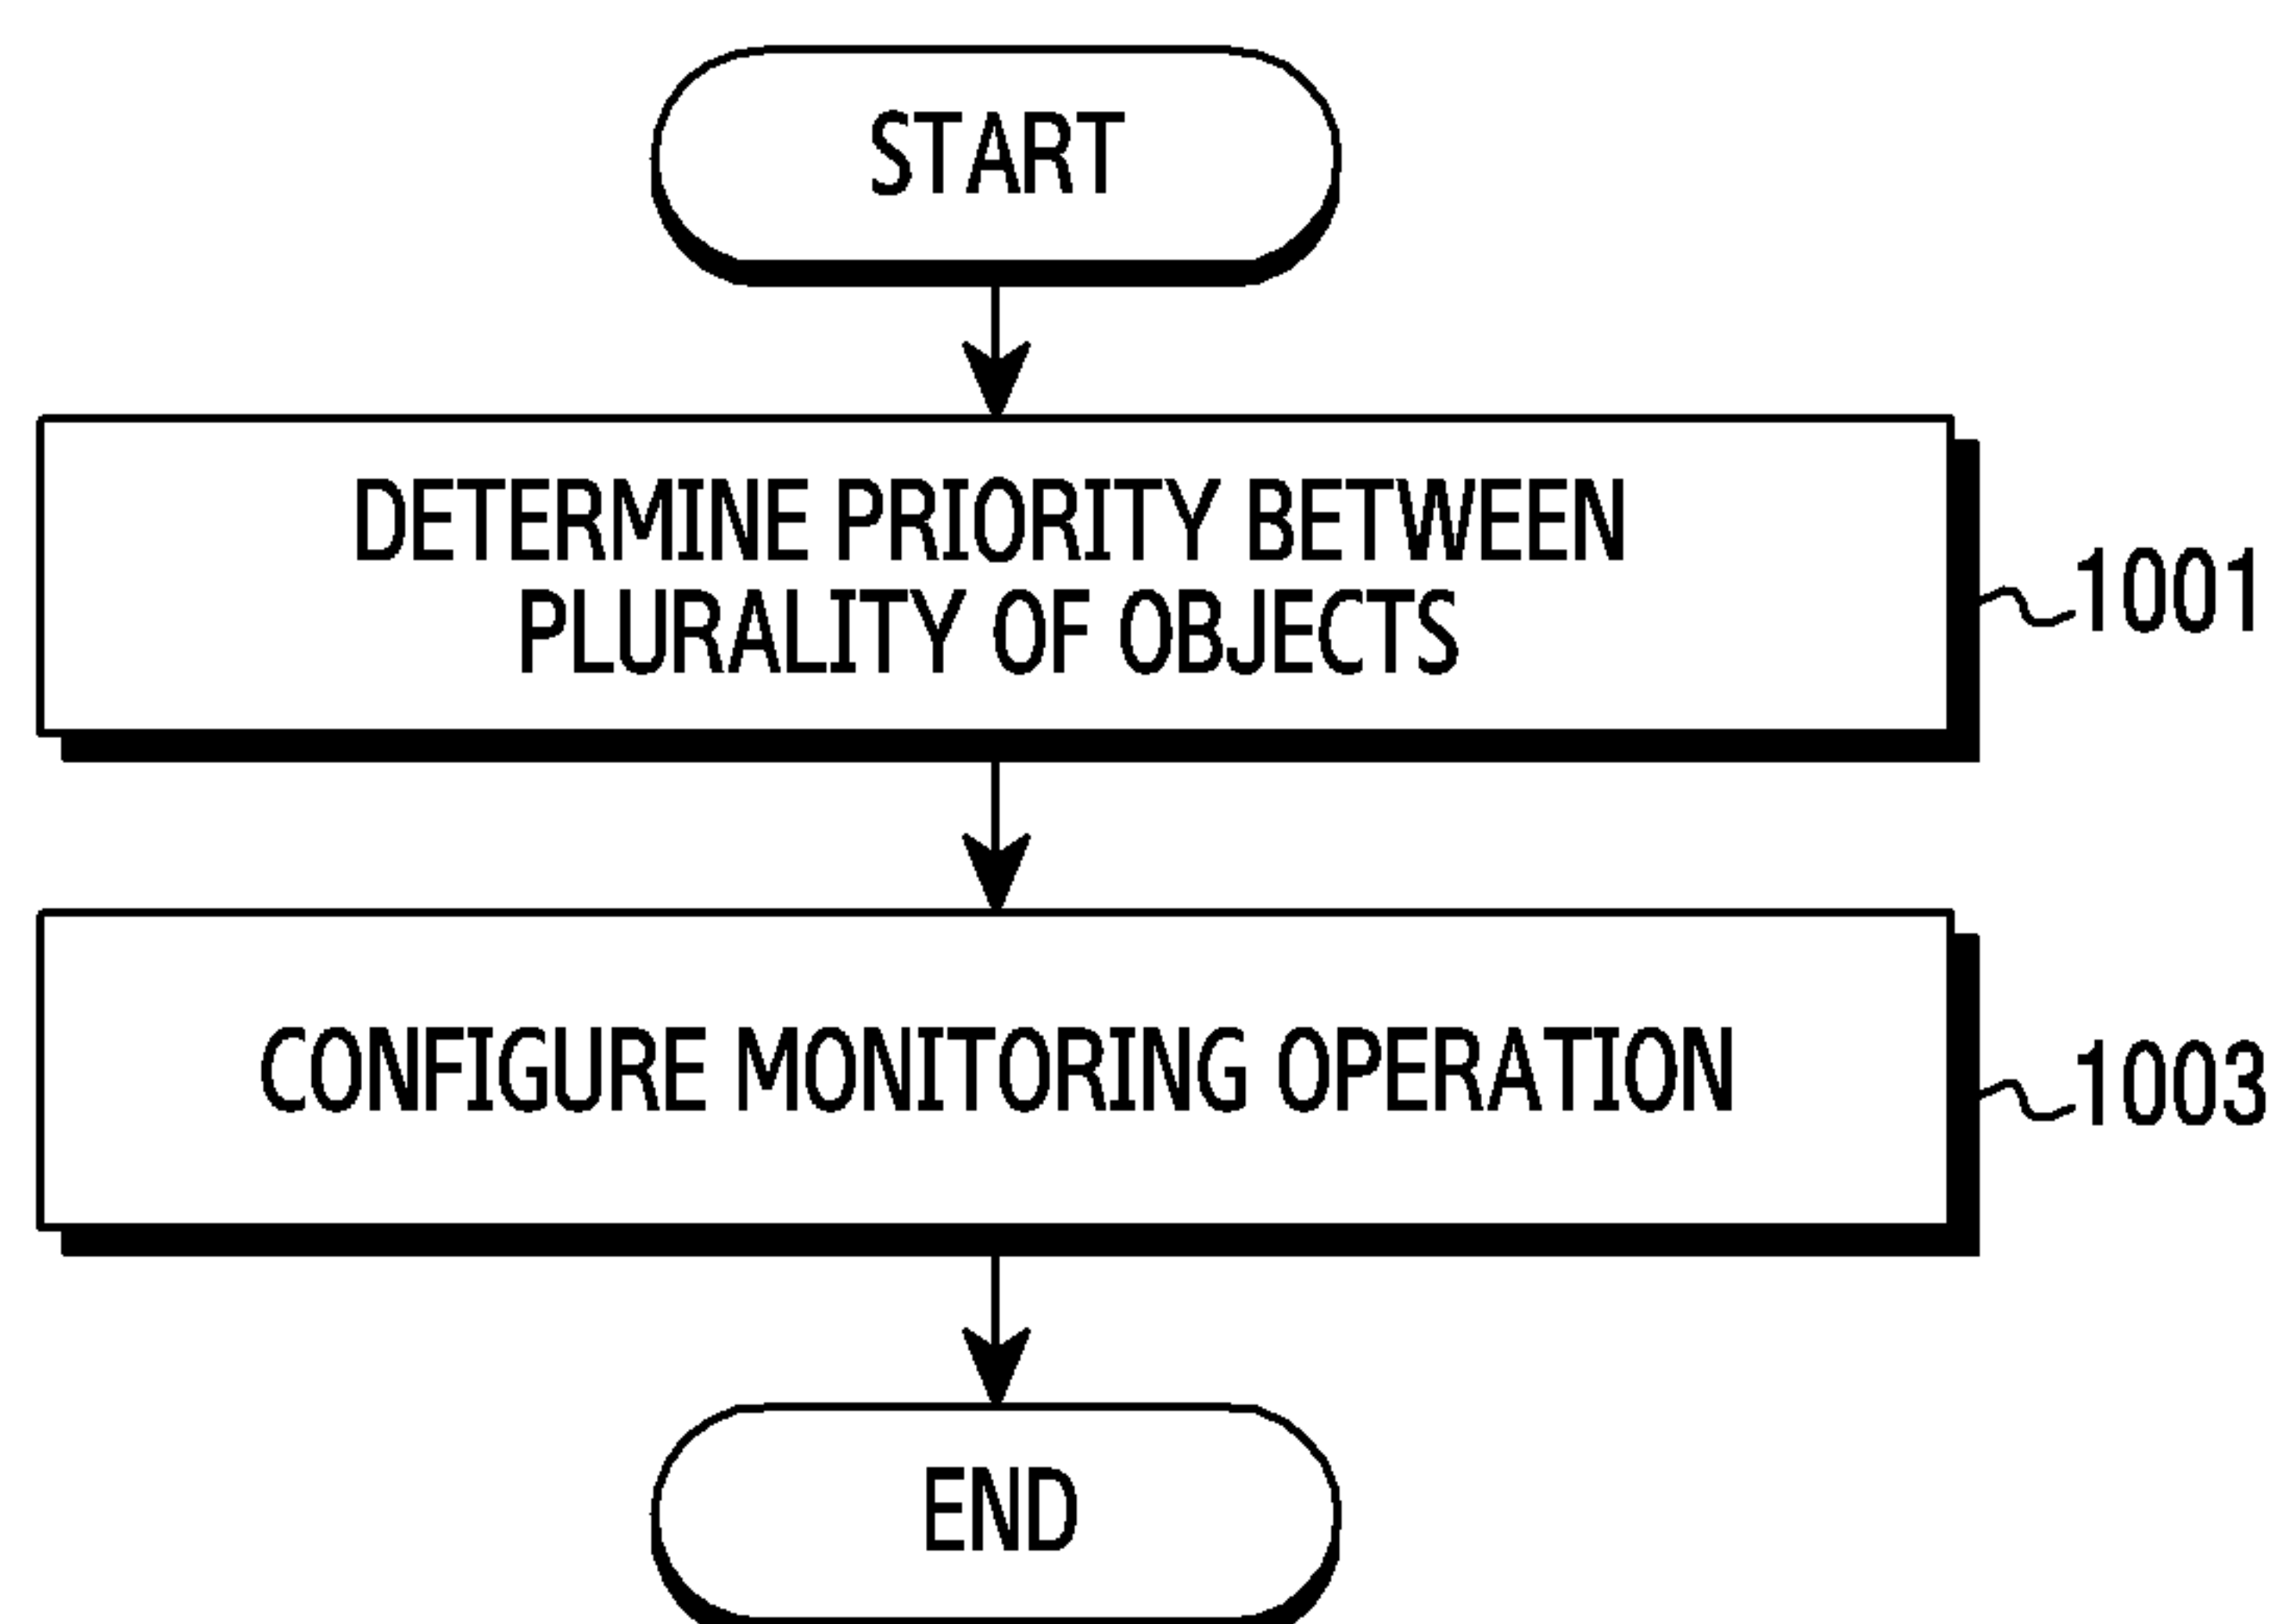 START
DETERMINE PRIORITY BETWEEN
PLURALITY OF OBJECTS
1001
CONFIGURE MONITORING OPERATION
1003
END